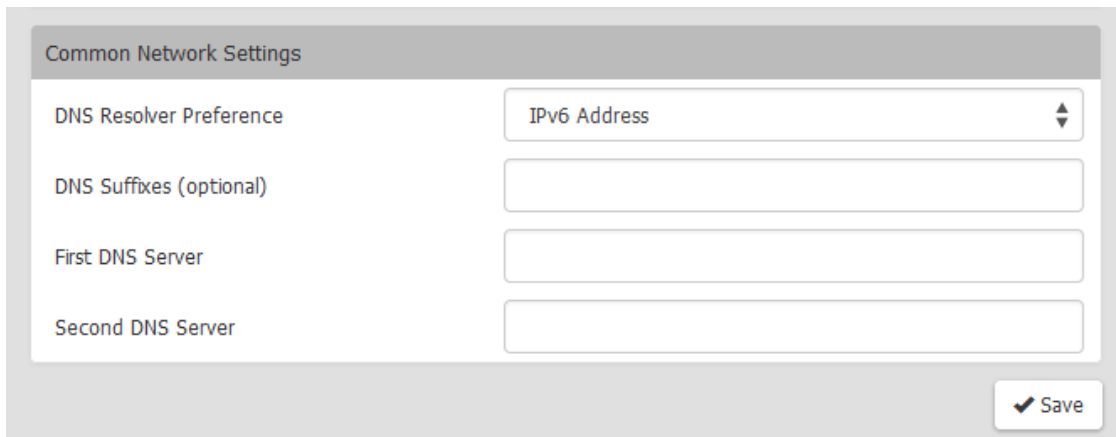 Common Network Settings
DNS Resolver Preference
IPv6 Address
DNS Suffixes (optional)
First DNS Server
Second DNS Server
Save